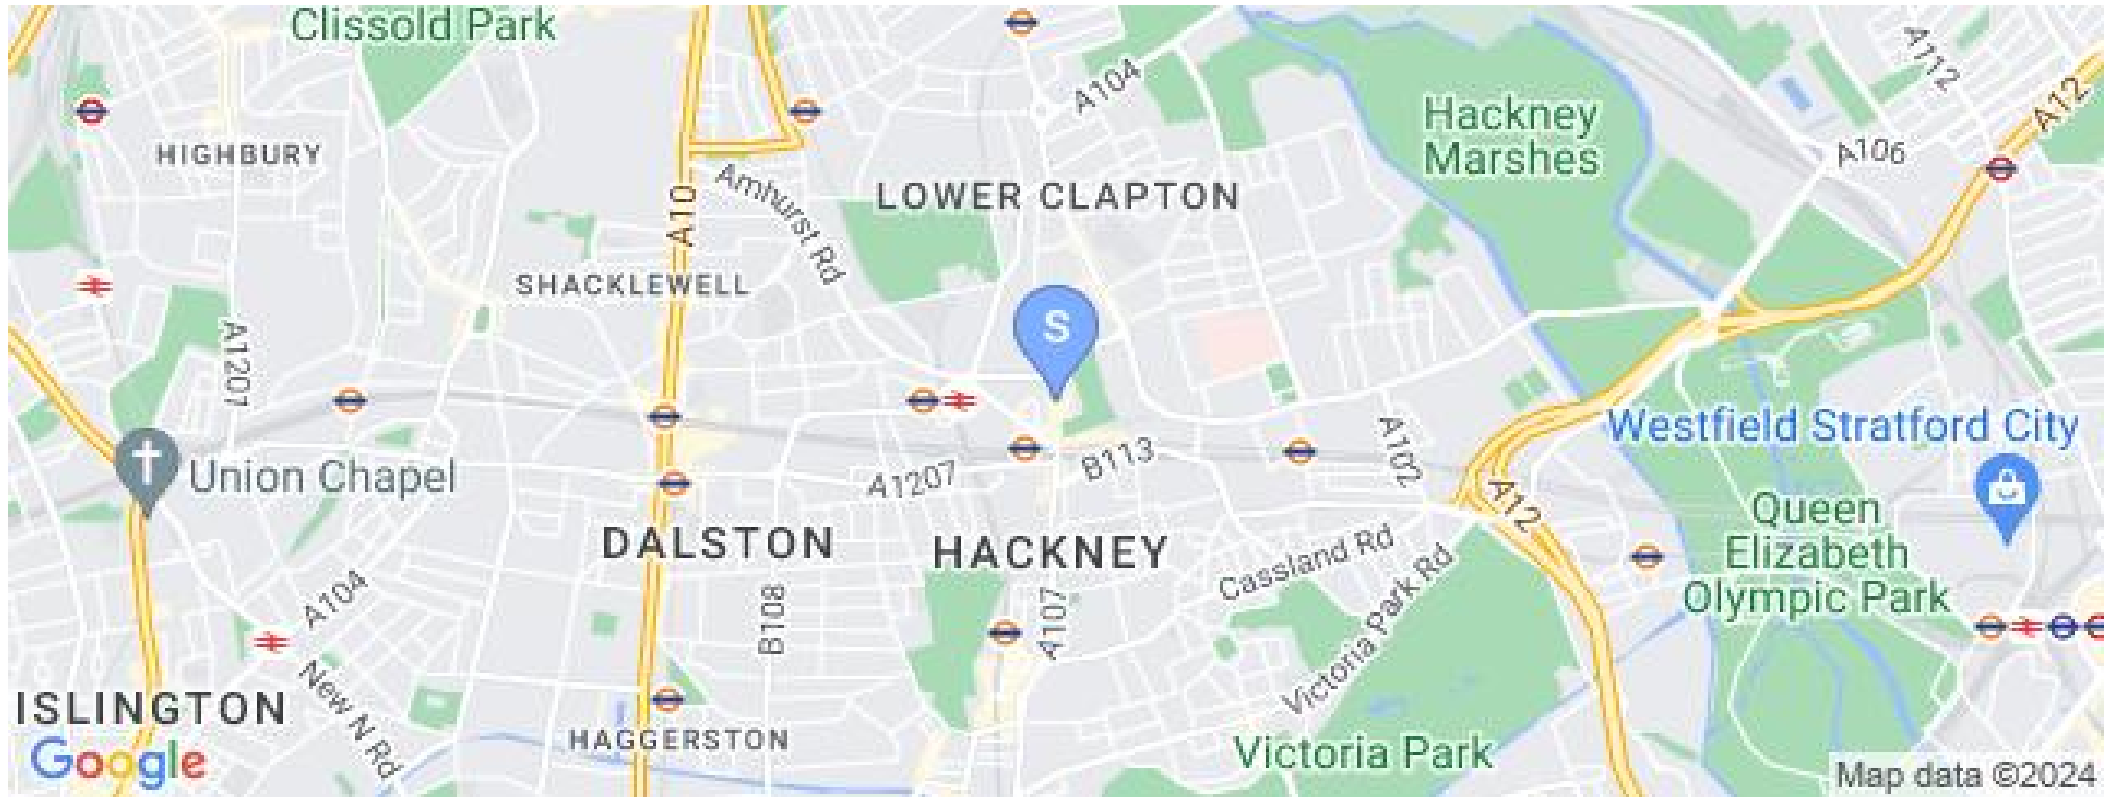 Clissold Park
A104
A112
A12
Hackney
Marshes
A106
HIGHBURY
Amhurst Rd
LOWER CLAPTON
A10
SHACKLEWELL
S
A1201
Westfield Stratford City
A102
B113
Union Chapel
A1207
A12
Queen
Elizabeth
Olympic Park
DALSTON
HACKNEY
Cassland Rd
Victoria Park Rd
A104
B108
A107
New N Rd
ISLINGTON
HAGGERSTON
Victoria Park
Google
Map data ©2024